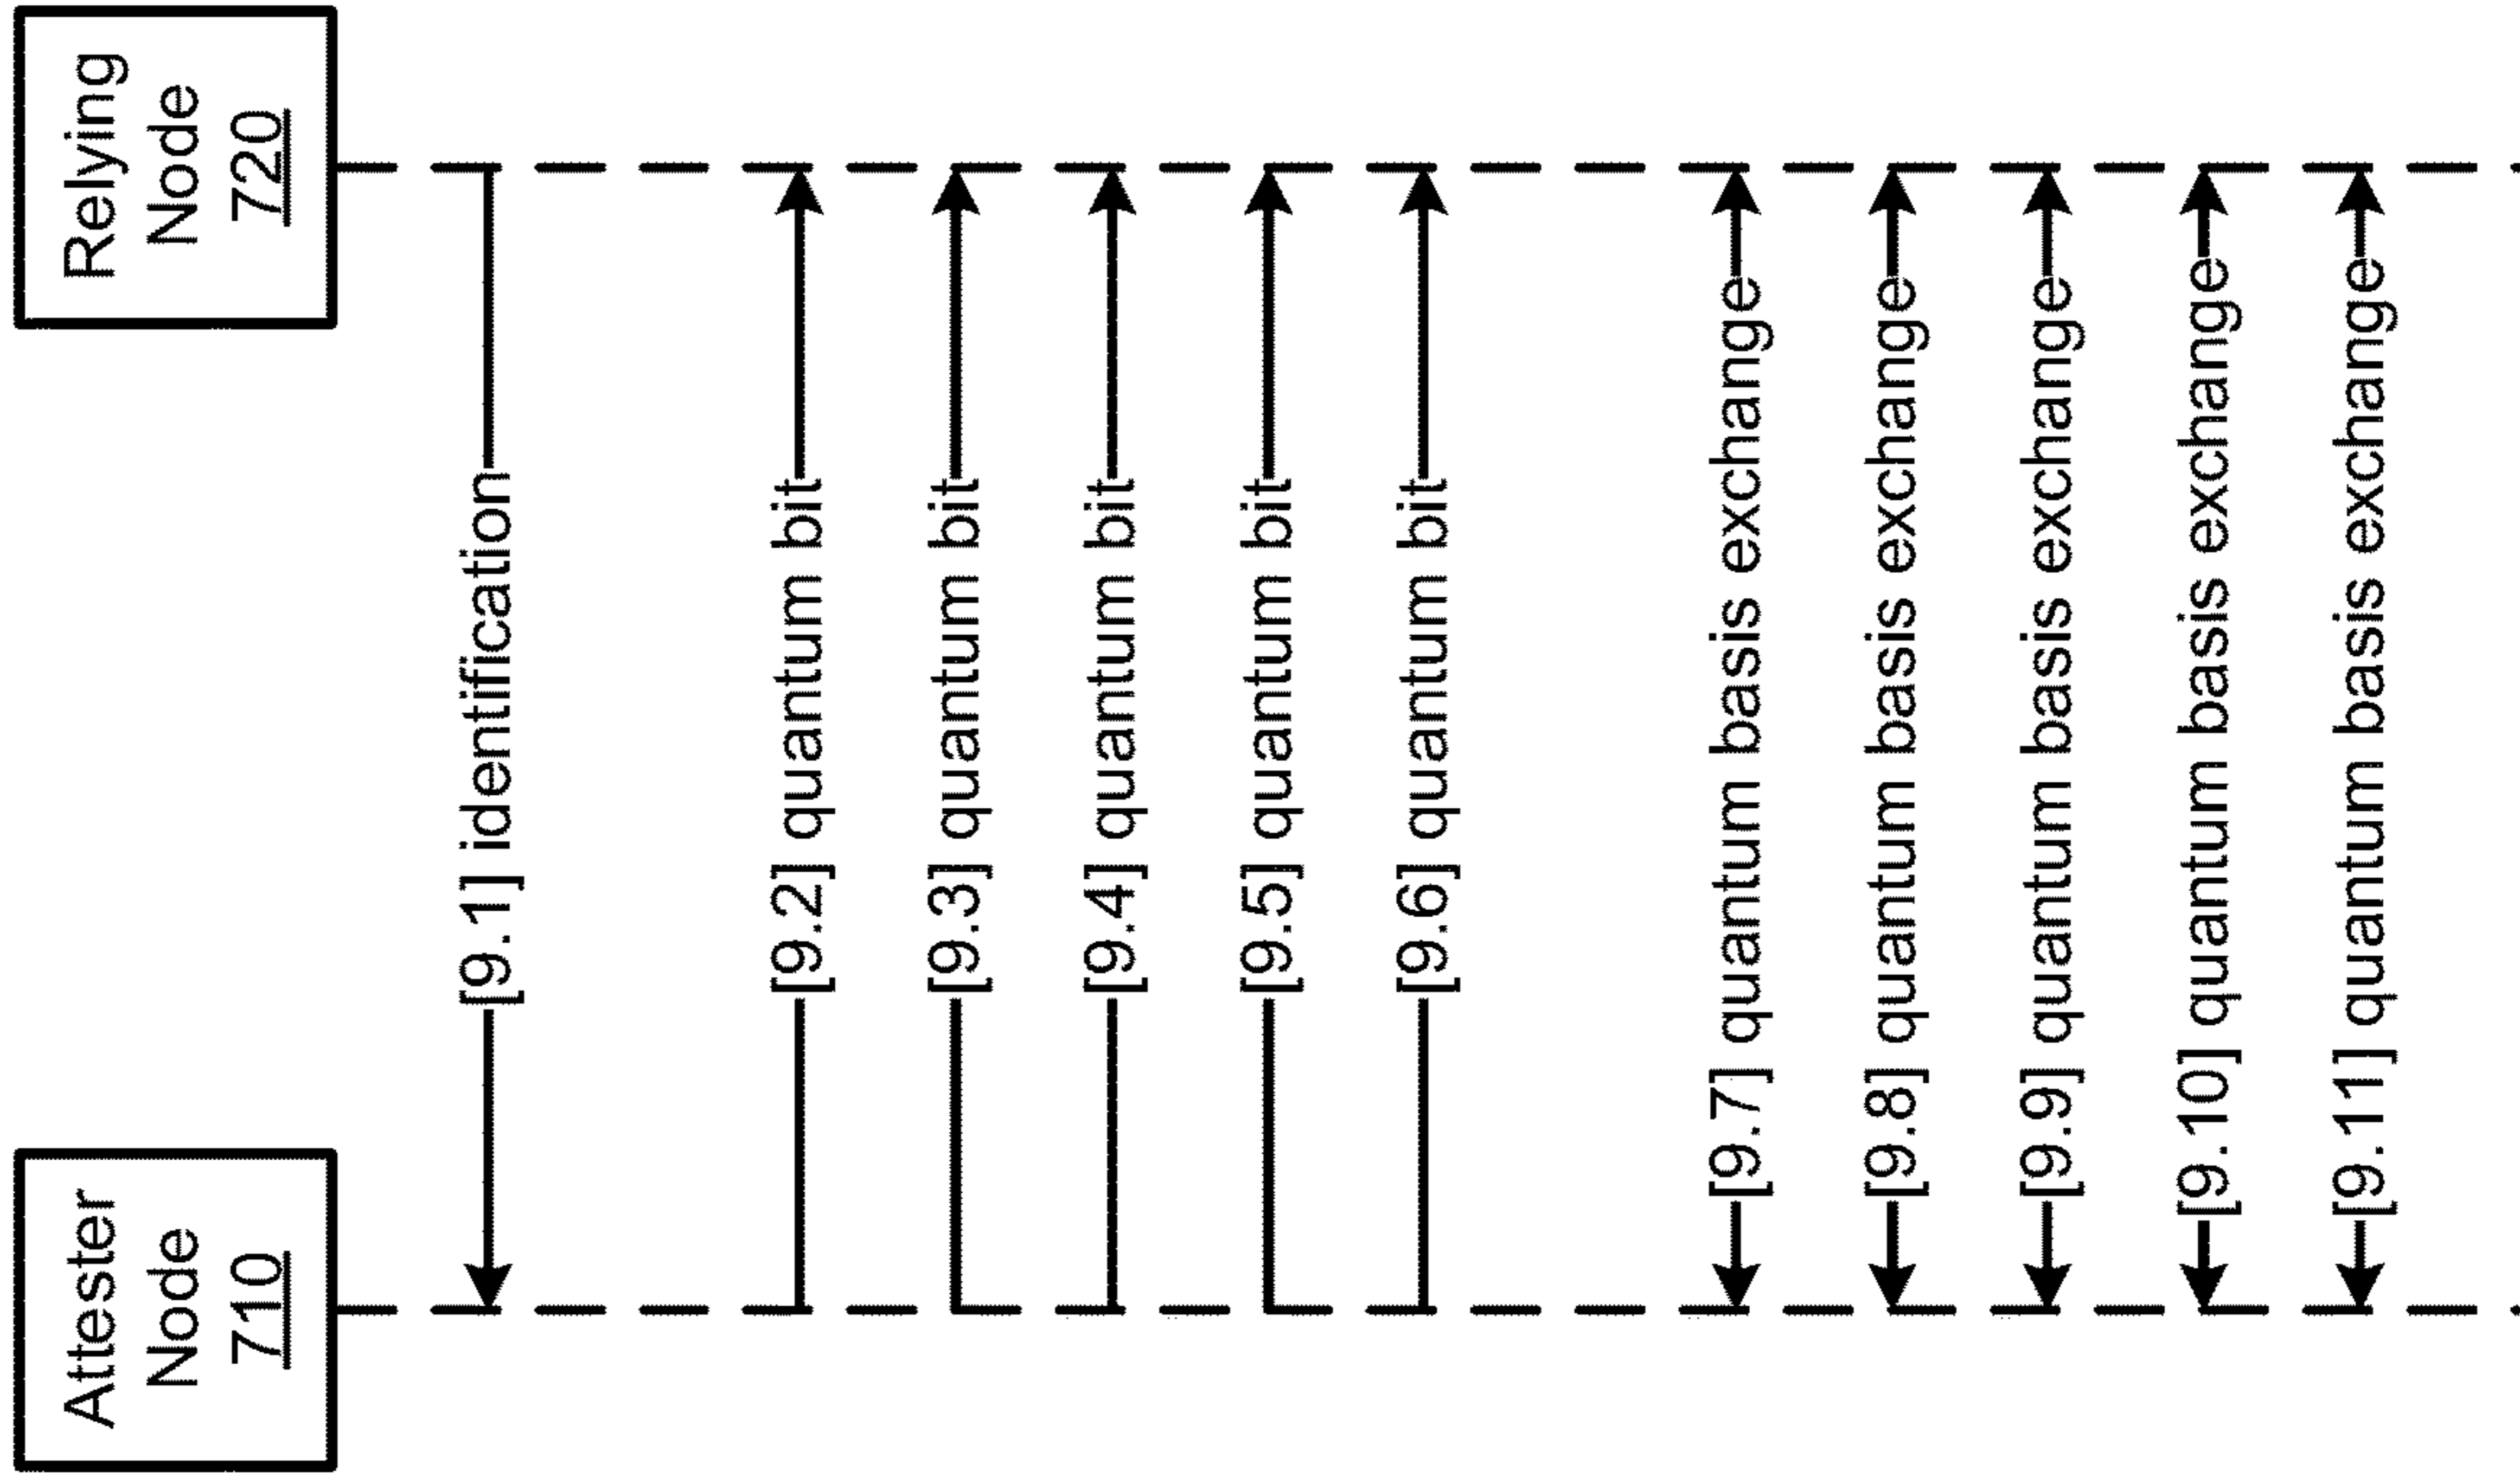 Attester
Node
710
Relying
Node
720
[9.1] identification
[9.2] quantum bit
[9.3] quantum bit
[9.4] quantum bit
[9.5] quantum bit
[9.6] quantum bit
[9.7] quantum basis exchange
[9.8] quantum basis exchange
[9.9] quantum basis exchange
[9.10] quantum basis exchange
[9.11] quantum basis exchange